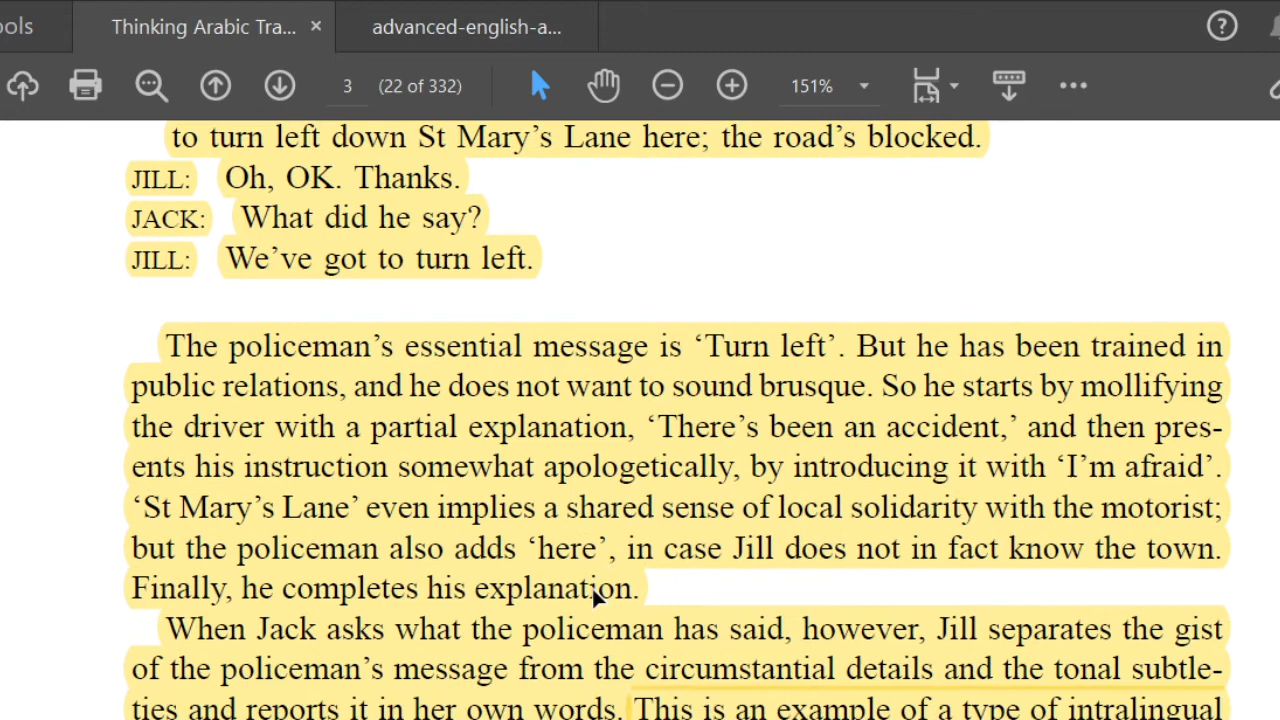 ools
Thinking Arabic Tra... ×
advanced-english-a...
?
3 (22 of 332)
151%
to turn left down St Mary’s Lane here; the road’s blocked.
JILL: Oh, OK. Thanks.
JACK: What did he say?
JILL: We’ve got to turn left.
The policeman’s essential message is ‘Turn left’. But he has been trained in
public relations, and he does not want to sound brusque. So he starts by mollifying
the driver with a partial explanation, ‘There’s been an accident,’ and then pres-
ents his instruction somewhat apologetically, by introducing it with ‘I’m afraid’.
‘St Mary’s Lane’ even implies a shared sense of local solidarity with the motorist;
but the policeman also adds ‘here’, in case Jill does not in fact know the town.
Finally, he completes his explanation.
When Jack asks what the policeman has said, however, Jill separates the gist
of the policeman’s message from the circumstantial details and the tonal subtle-
ties and reports it in her own words. This is an example of a type of intralingual